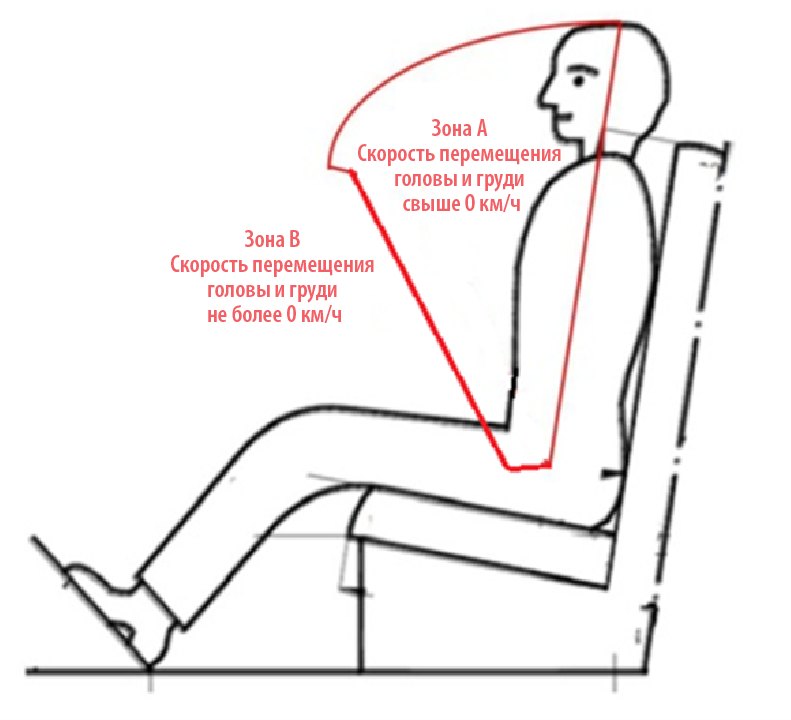 Зона А
Скорость перемещения
головы и груди
свыше 0 км/ч
Зона В
Скорость перемещения
головы и груди
не более 0 км/ч